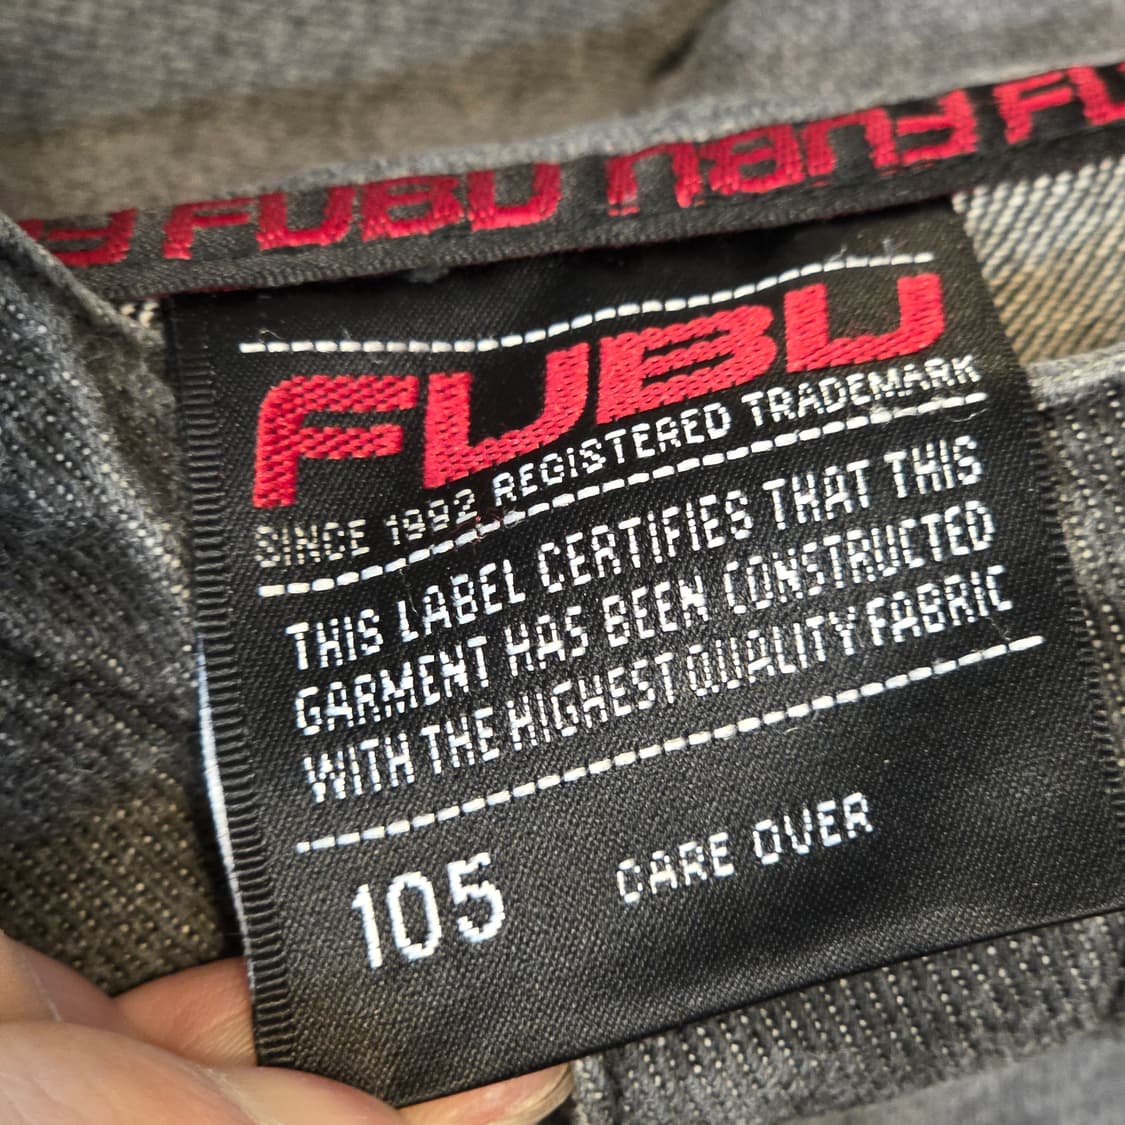 FUBU FUBU
FUBU
SINCE 1992 REGISTERED TRADEMARK
THIS LABEL CERTIFIES THAT THIS
GARMENT HAS BEEN CONSTRUCTED
WITH THE HIGHEST QUALITY FABRIC
105
CARE OVER